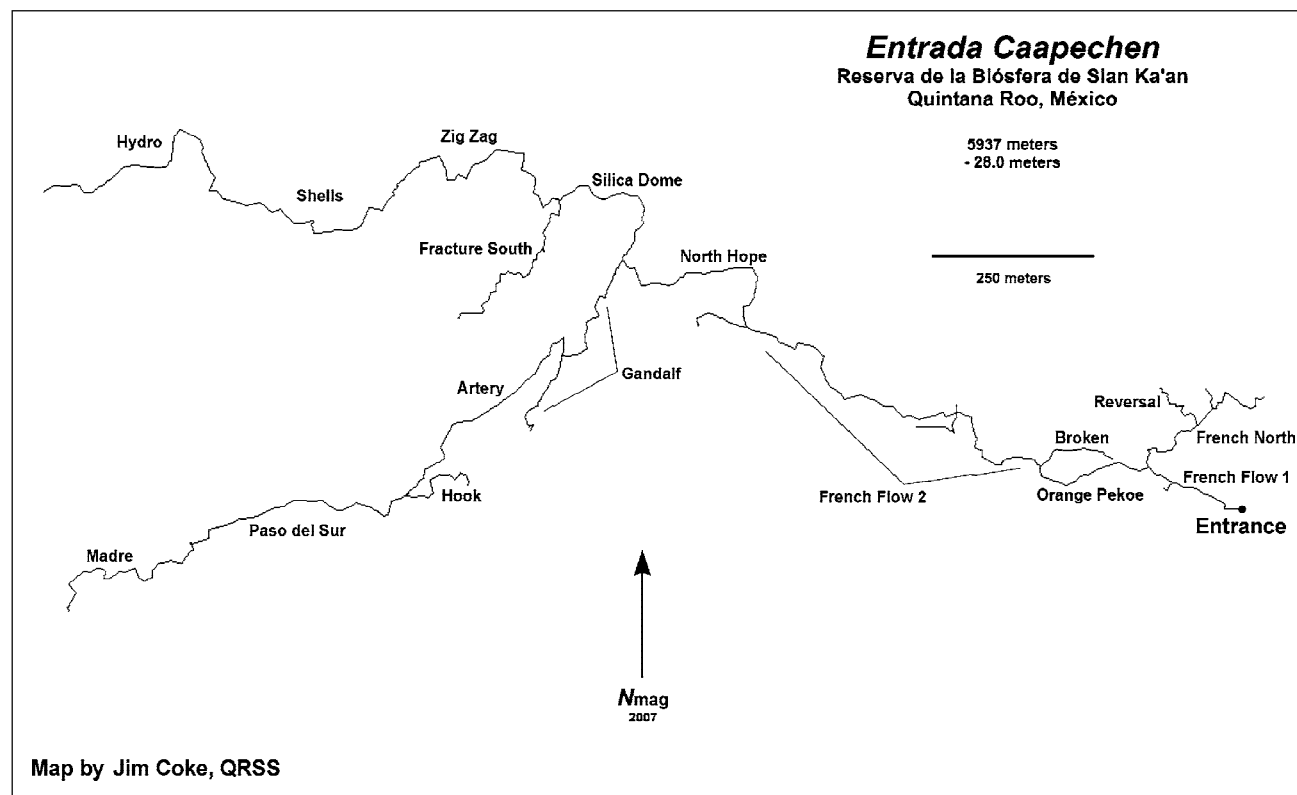 Entrada Caapechen
Reserva de la Biósfera de Sian Ka'an
Quintana Roo, México
5937 meters
- 28.0 meters
250 meters
Hydro
Zig Zag
Shells
Silica Dome
Fracture South
North Hope
Gandalf
Artery
Reversal
Broken
French North
French Flow 1
Hook
French Flow 2
Orange Pekoe
Entrance
Paso del Sur
Madre
Nmag
2007
Map by Jim Coke, QRSS